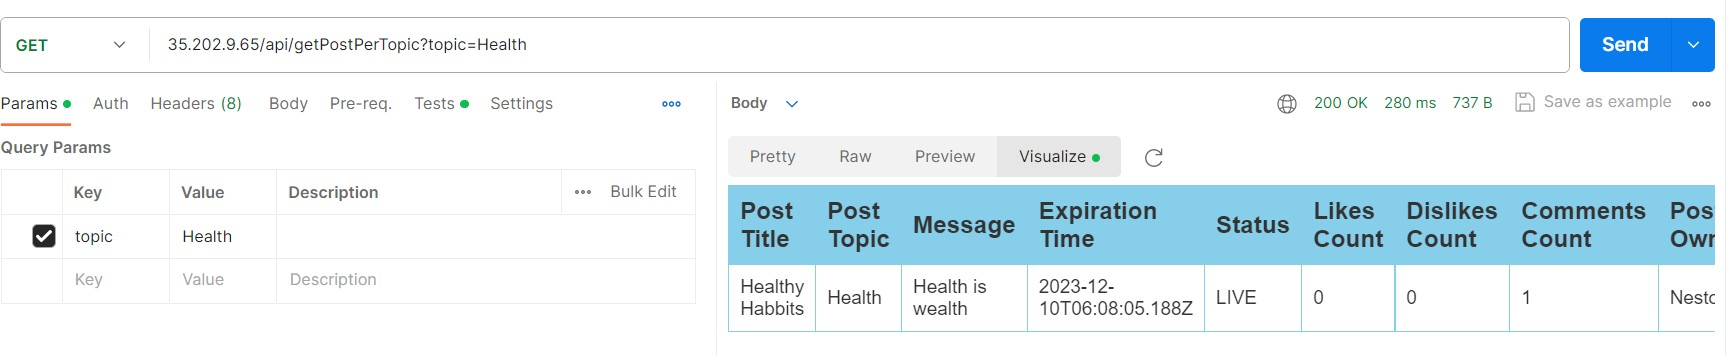 GET 35.202.9.65/api/getPostPerTopic?topic=Health Send
Params Auth Headers (8) Body Pre-req. Tests Settings
Query Params
Key Value Description Bulk Edit
topic Health
Key Value Description
Body 200 OK 280 ms 737 B Save as example
Pretty Raw Preview Visualize
Post Title Post Topic Message Expiration Time Status Likes Count Dislikes Count Comments Count
Healthy Habbits Health Health is wealth 2023-12-10T06:08:05.188Z LIVE 0 0 1